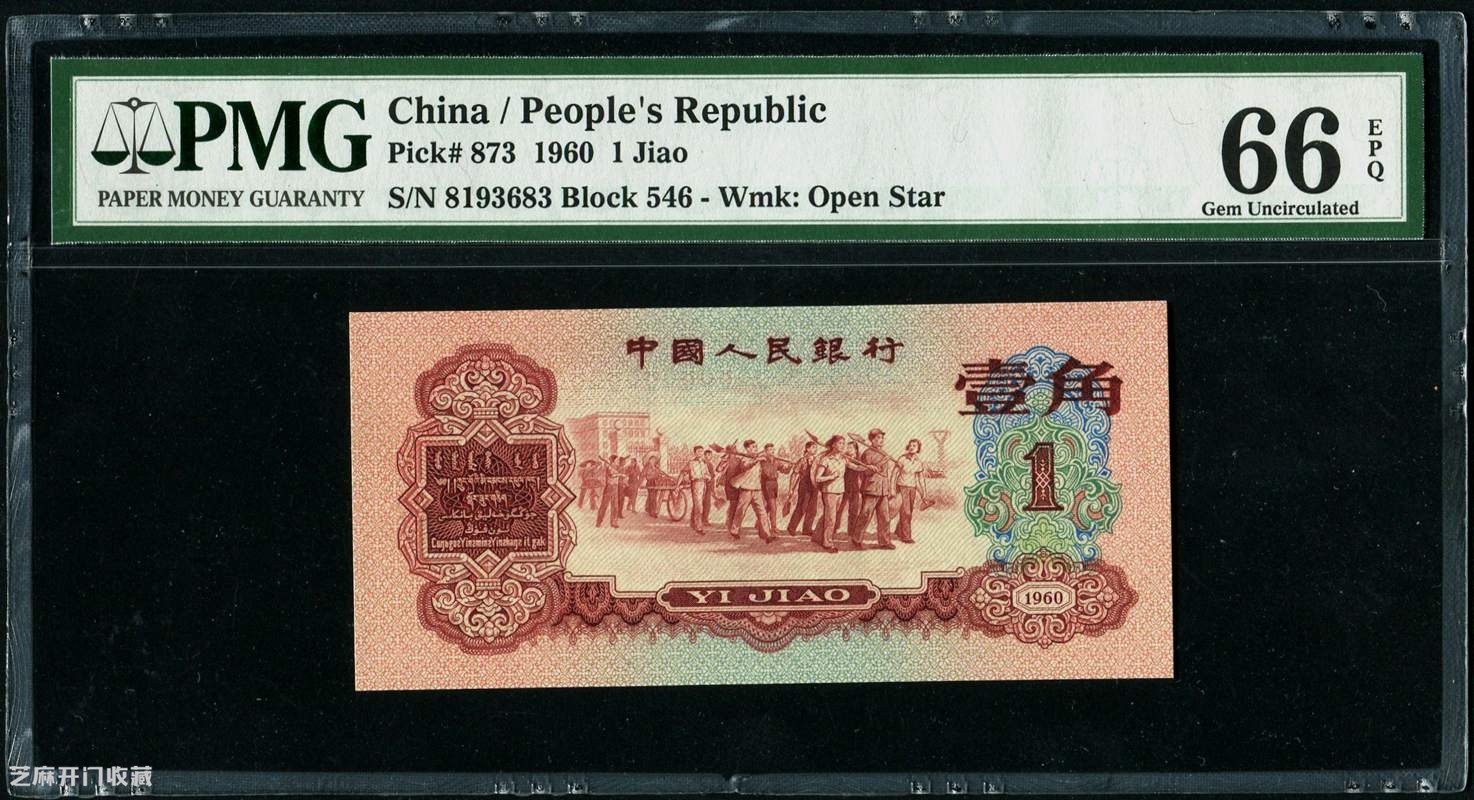 PMG
PAPER MONEY GUARANTY
China / People's Republic
Pick# 873 1960 1 Jiao
S/N 8193683 Block 546 - Wmk: Open Star
66
EPQ
Gem Uncirculated
中國人民銀行
壹角
1
YI JIAO
1960
芝麻开门收藏